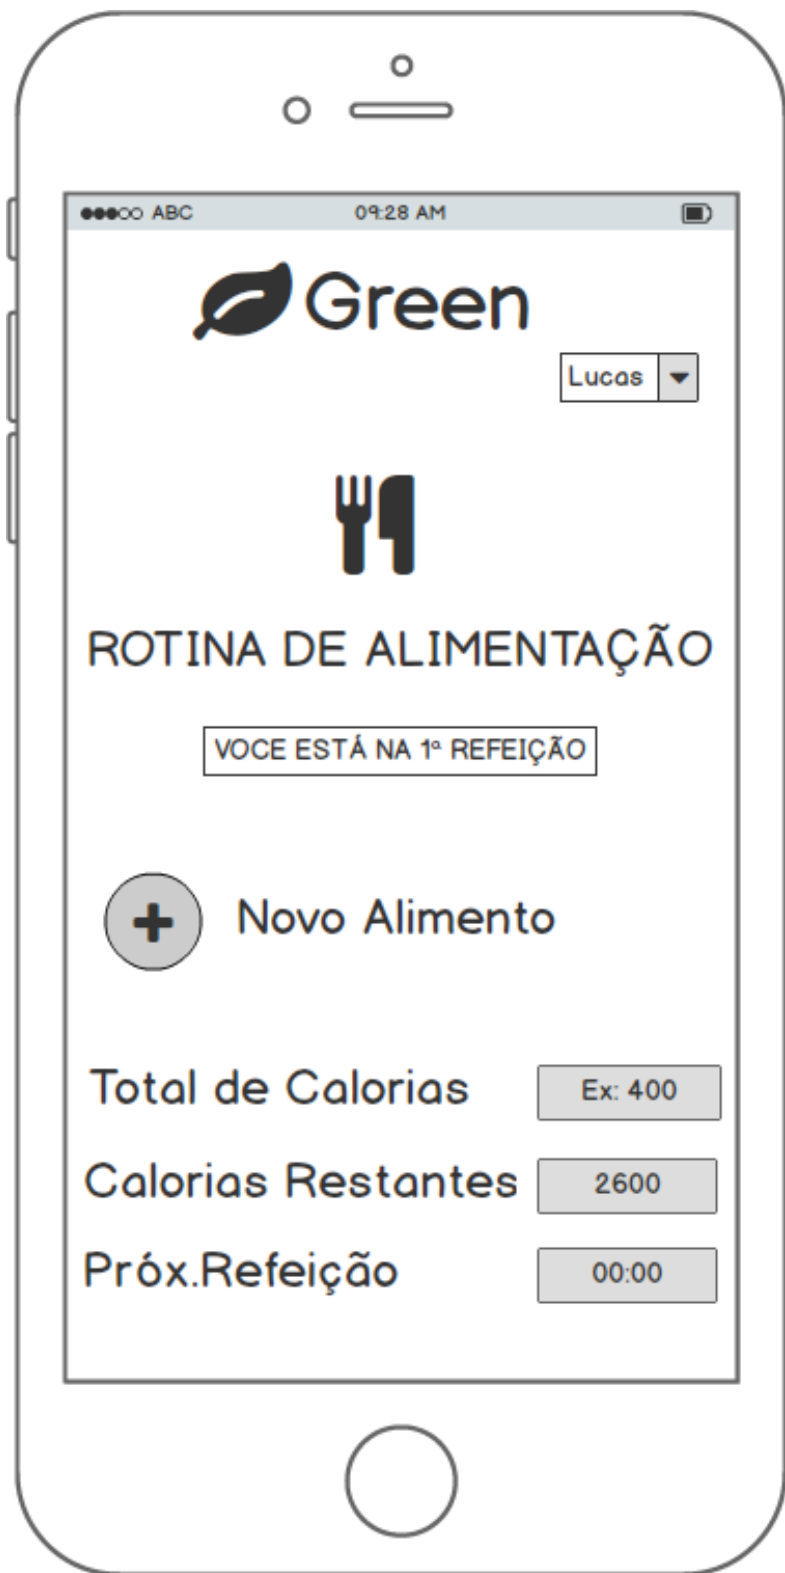 ABC 09:28 AM
Green
Lucas
ROTINA DE ALIMENTAÇÃO
VOCE ESTÁ NA 1ª REFEIÇÃO
Novo Alimento
Total de Calorias Ex: 400
Calorias Restantes 2600
Próx.Refeição 00:00